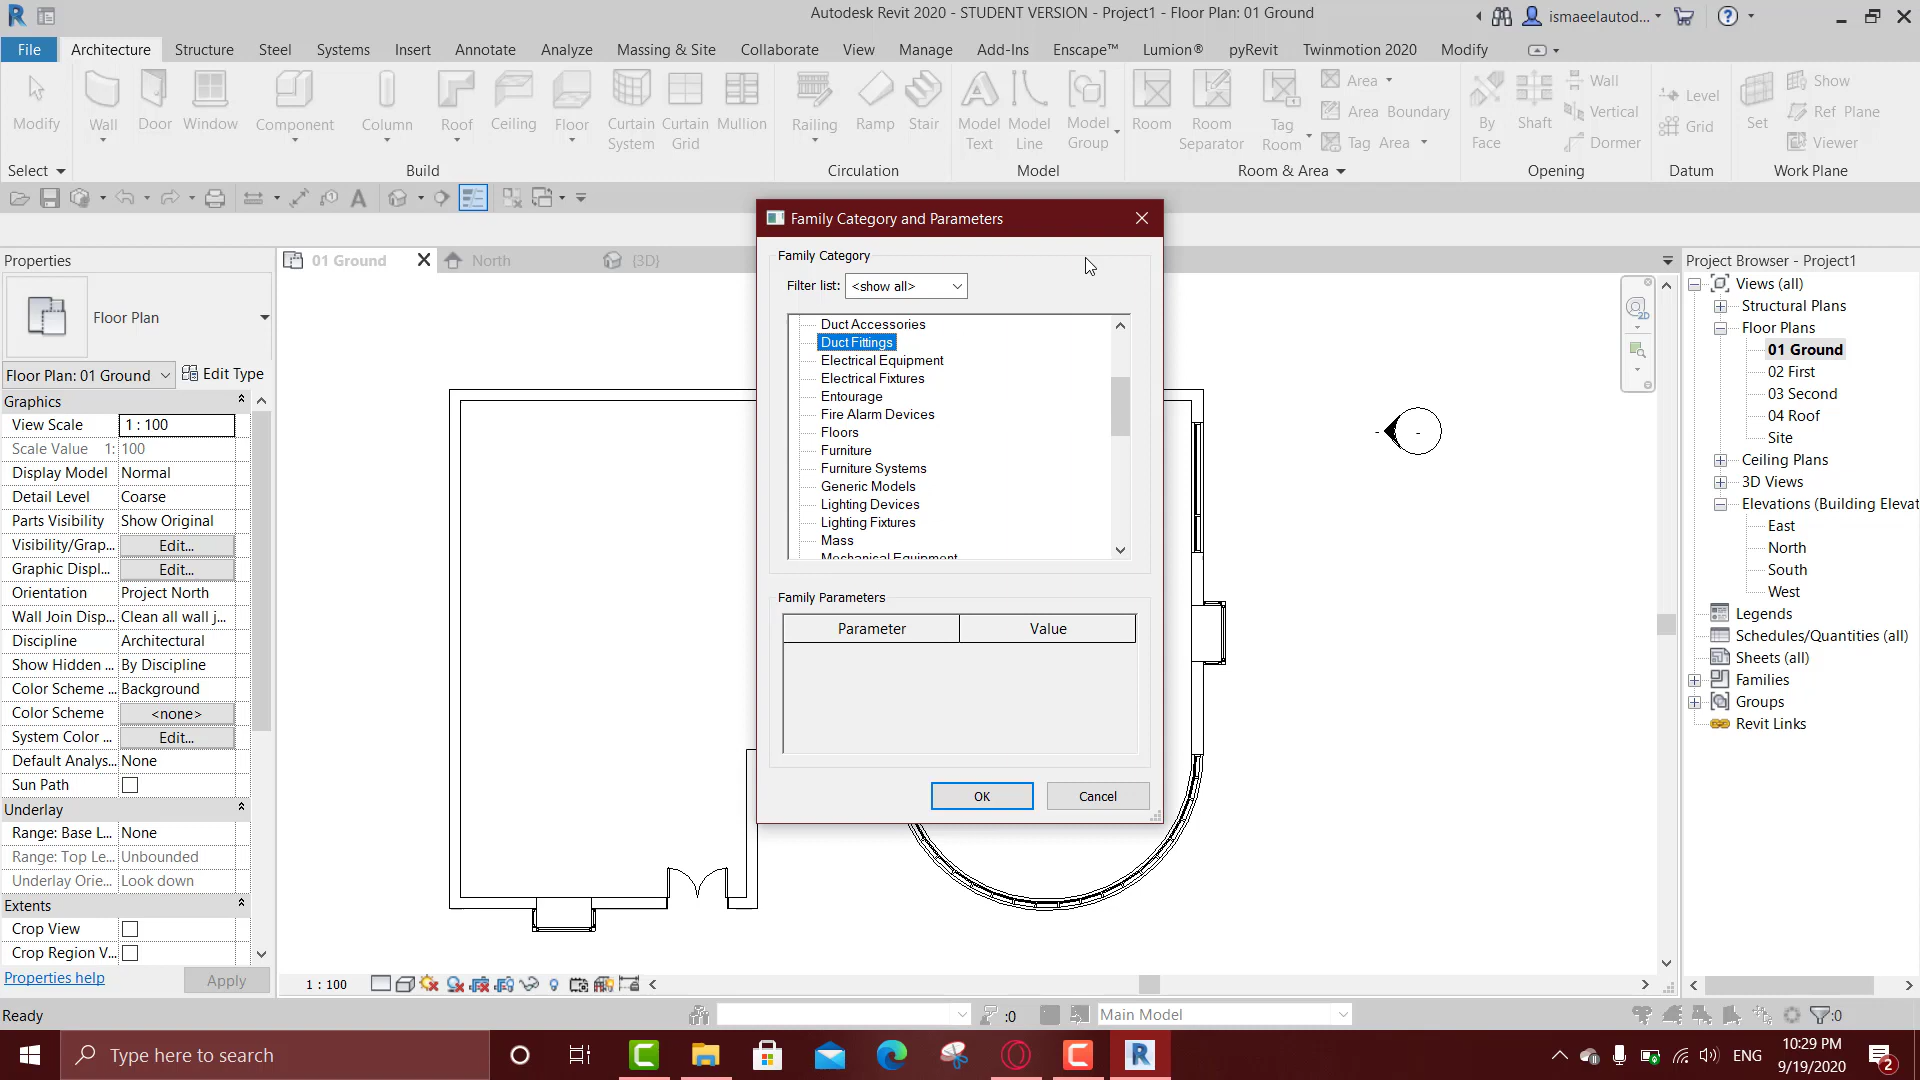 Autodesk Revit 2020 - STUDENT VERSION - Project1 - Floor Plan: 01 Ground
ismaeelautod...
File Architecture Structure Steel Systems Insert Annotate Analyze Massing & Site Collaborate View Manage Add-Ins Enscape™ Lumion® pyRevit Twinmotion 2020 Modify
Modify Wall Door Window Component Column Roof Ceiling Floor Curtain System Curtain Grid Mullion Railing Ramp Stair Model Text Model Line Model Group Room Room Separator Tag Room Area Area Boundary Tag Area By Face Shaft Wall Vertical Dormer Level Grid Set Show Ref Plane Viewer
Select Build Circulation Model Room & Area Opening Datum Work Plane
Properties
01 Ground North {3D}
Project Browser - Project1
Floor Plan
Floor Plan: 01 Ground Edit Type
Graphics
View Scale 1 : 100
Scale Value 1: 100
Display Model Normal
Detail Level Coarse
Parts Visibility Show Original
Visibility/Grap... Edit...
Graphic Displ... Edit...
Orientation Project North
Wall Join Disp... Clean all wall j...
Discipline Architectural
Show Hidden ... By Discipline
Color Scheme ... Background
Color Scheme <none>
System Color ... Edit...
Default Analys... None
Sun Path
Underlay
Range: Base L... None
Range: Top Le... Unbounded
Underlay Orie... Look down
Extents
Crop View
Crop Region V...
Properties help Apply
Family Category and Parameters
Family Category
Filter list: <show all>
Duct Accessories
Duct Fittings
Electrical Equipment
Electrical Fixtures
Entourage
Fire Alarm Devices
Floors
Furniture
Furniture Systems
Generic Models
Lighting Devices
Lighting Fixtures
Mass
Mechanical Equipment
Family Parameters
Parameter Value
OK Cancel
2D
Views (all)
Structural Plans
Floor Plans
01 Ground
02 First
03 Second
04 Roof
Site
Ceiling Plans
3D Views
Elevations (Building Elevat
East
North
South
West
Legends
Schedules/Quantities (all)
Sheets (all)
Families
Groups
Revit Links
1 : 100
Ready :0 Main Model :0
Type here to search
ENG
10:29 PM
9/19/2020
2